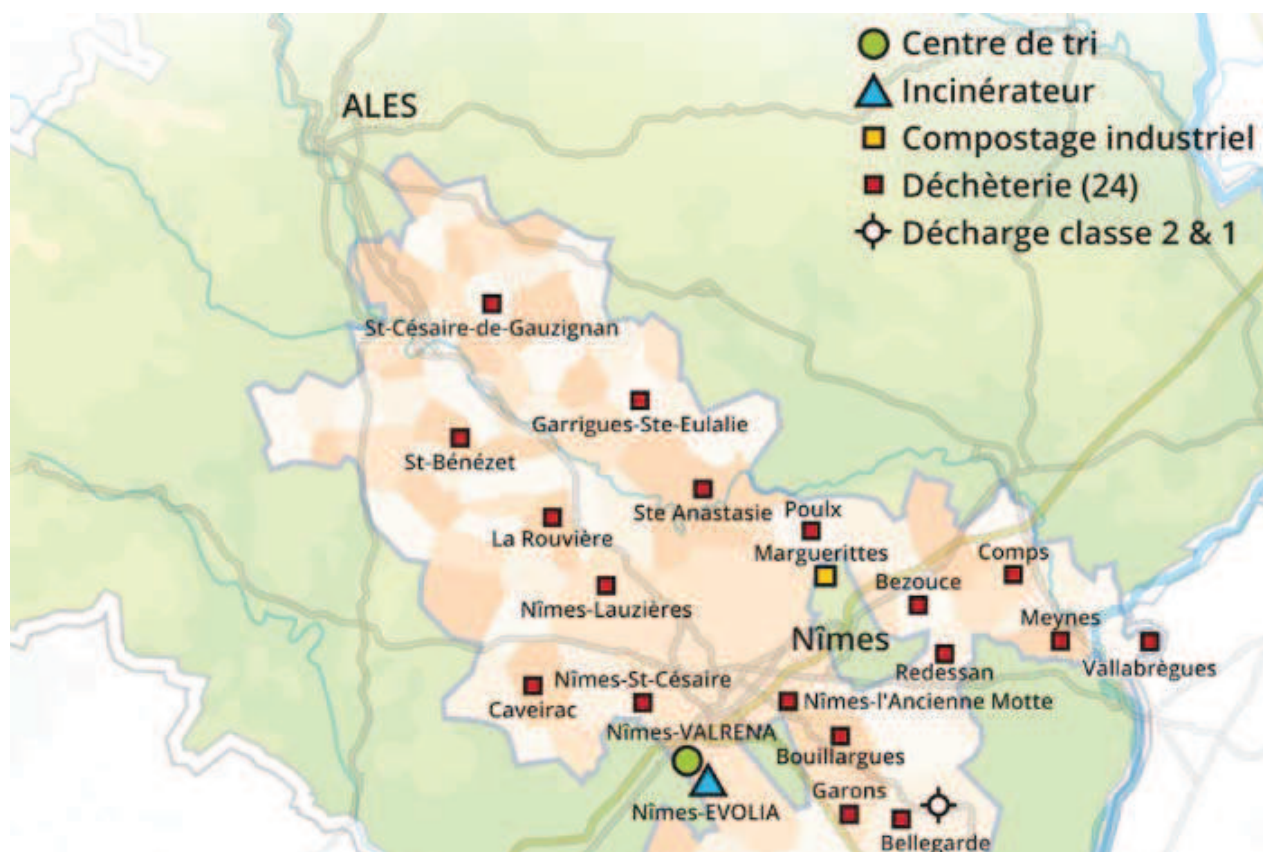 Centre de tri
Incinérateur
Compostage industriel
Déchèterie (24)
Décharge classe 2 & 1
ALES
St-Césaire-de-Gauzignan
Garrigues-Ste-Eulalie
St-Bénézet
Ste Anastasie
Poulx
La Rouvière
Marguerittes
Comps
Bezouce
Nîmes-Lauzières
Meynes
Nîmes
Vallabrègues
Redessan
Nîmes-St-Césaire
Caveirac
Nîmes-l'Ancienne Motte
Nîmes-VALRENA
Bouillargues
Garons
Nîmes-EVOLIA
Bellegarde